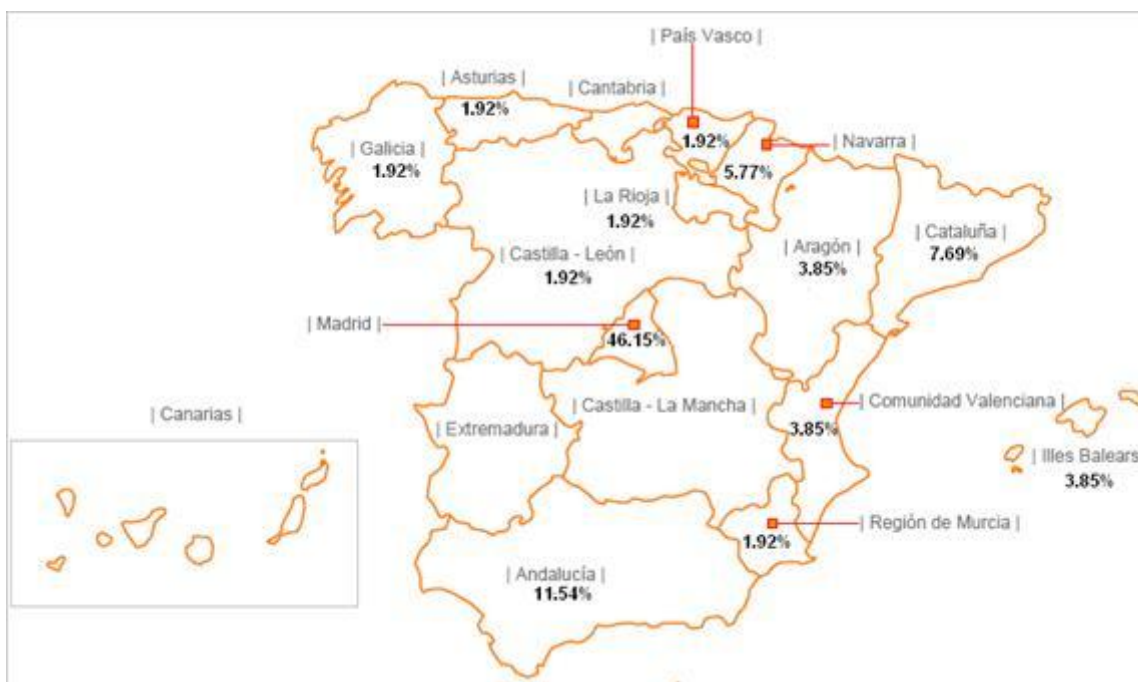 | País Vasco |
| Asturias |
1.92%
| Cantabria |
1.92%
| Navarra |
5.77%
| Galicia |
1.92%
| La Rioja |
1.92%
| Cataluña |
7.69%
| Aragón |
3.85%
| Castilla - León |
1.92%
| Madrid |
46.15%
| Canarias |
| Extremadura |
| Castilla - La Mancha |
| Comunidad Valenciana |
3.85%
| Illes Balears
3.85%
| Región de Murcia |
1.92%
| Andalucía |
11.54%